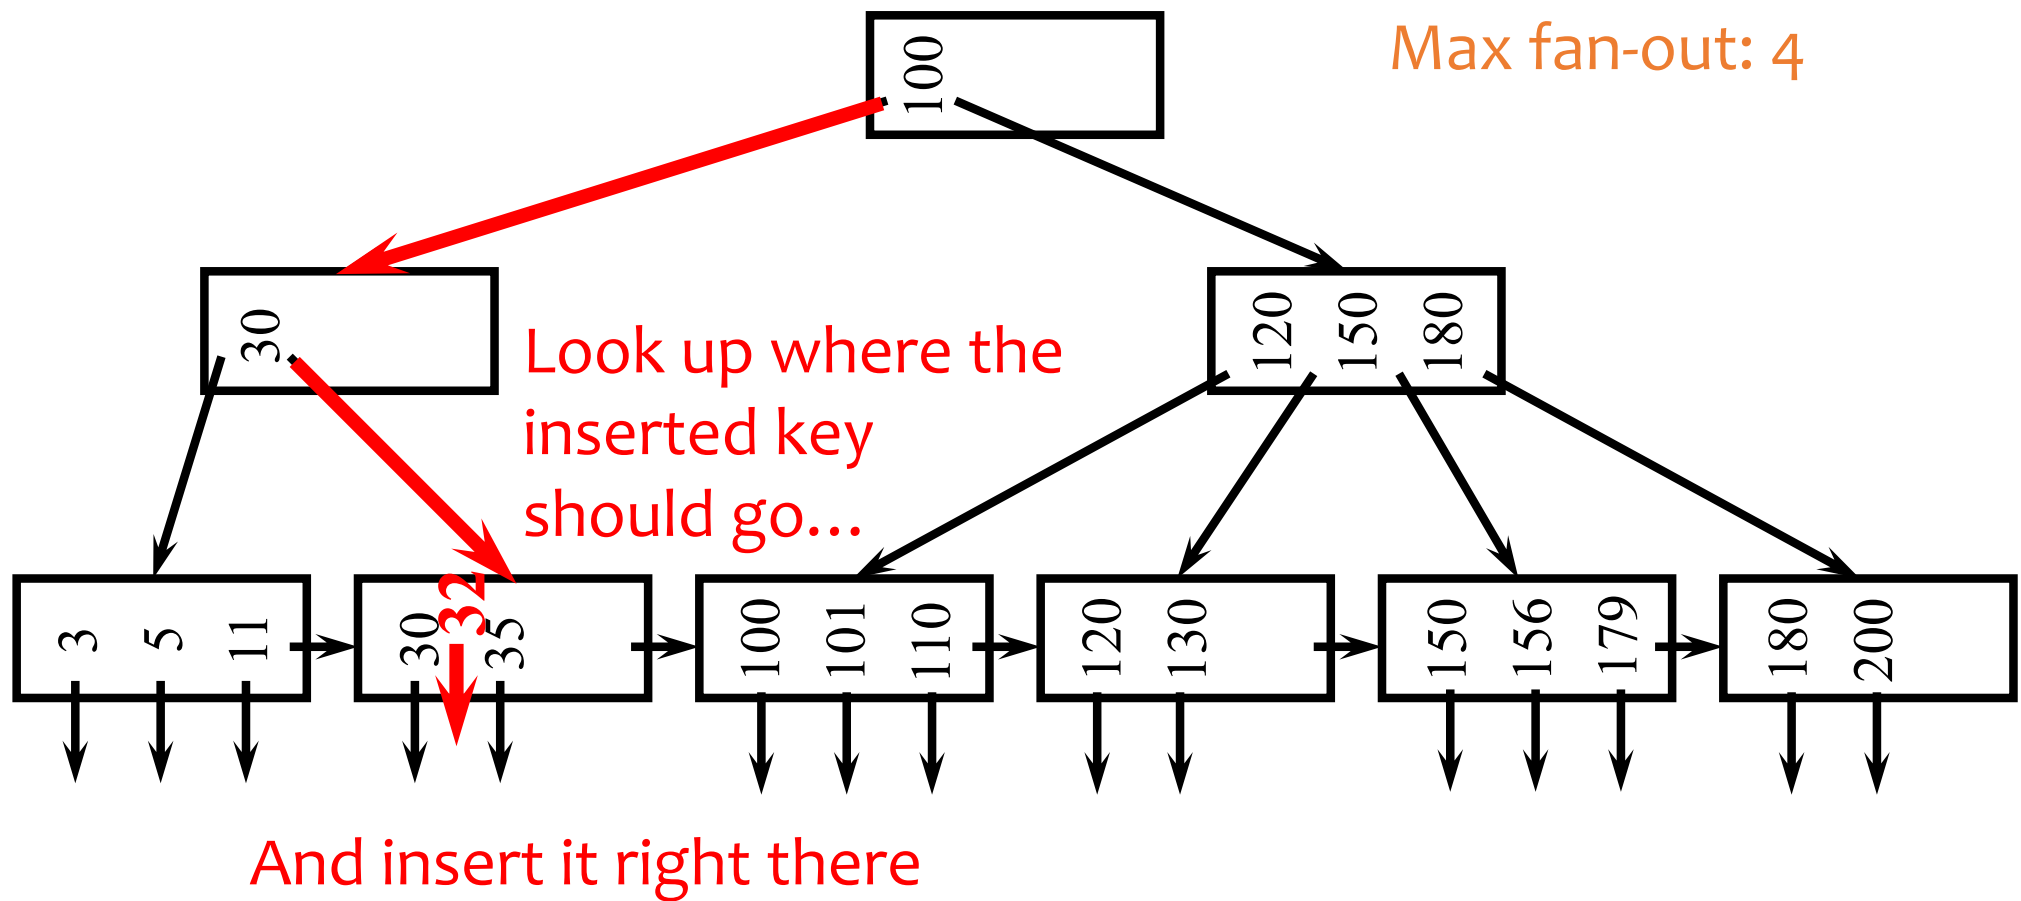 100
Max fan-out: 4
30
120 150 180
Look up where the
inserted key
should go...
3 5 11
30 32 35
100 101 110
120 130
150 156 179
180 200
And insert it right there